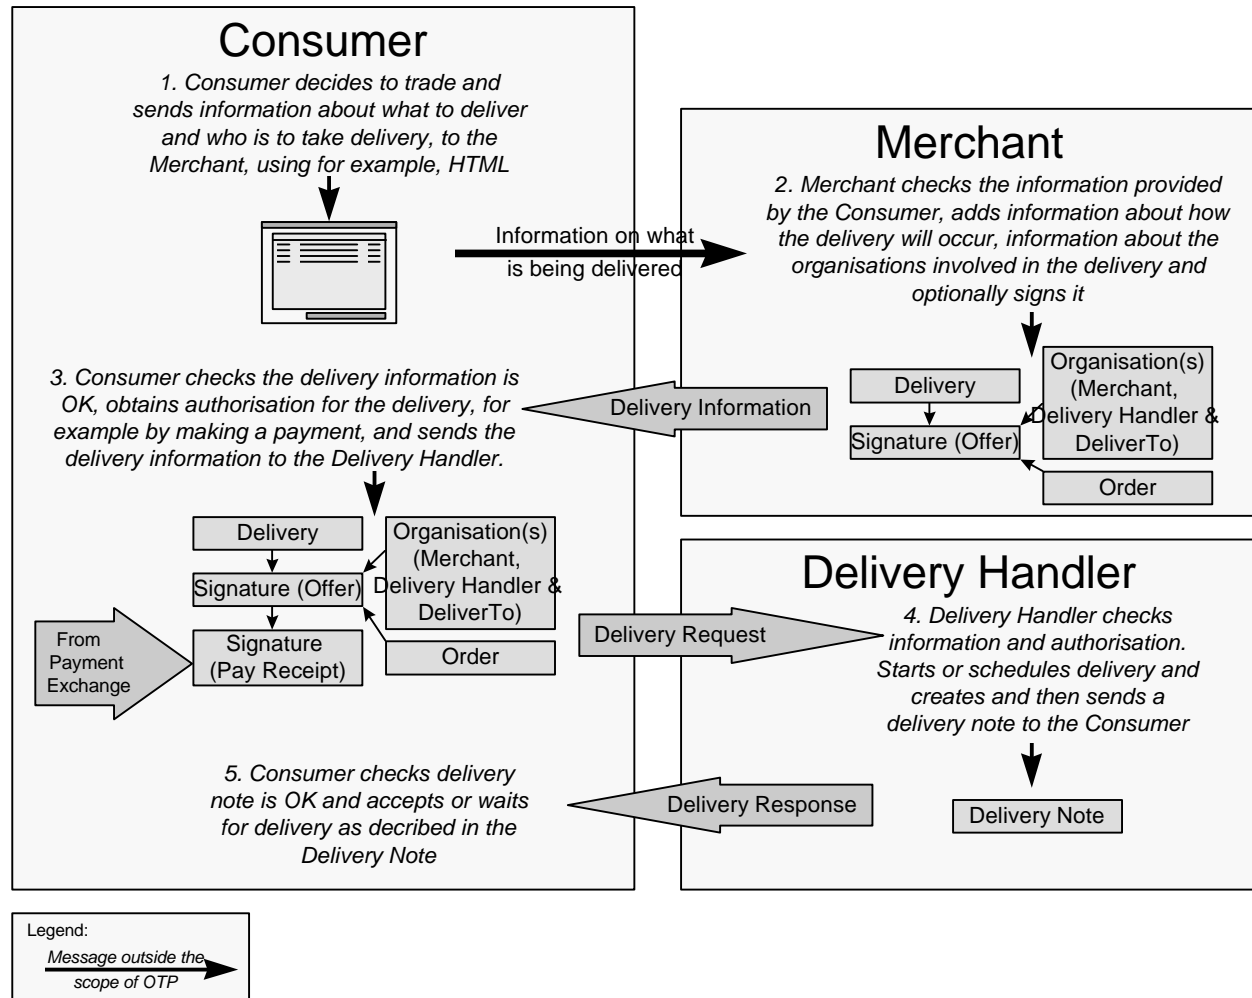 Consumer
1. Consumer decides to trade and
sends information about what to deliver
and who is to take delivery, to the
Merchant, using for example, HTML
Information on what
is being delivered
Merchant
2. Merchant checks the information provided
by the Consumer, adds information about how
the delivery will occur, information about the
organisations involved in the delivery and
optionally signs it
Delivery
Signature (Offer)
Organisation(s)
(Merchant,
Delivery Handler &
DeliverTo)
Order
Delivery Information
3. Consumer checks the delivery information is
OK, obtains authorisation for the delivery, for
example by making a payment, and sends the
delivery information to the Delivery Handler.
Delivery
Signature (Offer)
Signature
(Pay Receipt)
Organisation(s)
(Merchant,
Delivery Handler &
DeliverTo)
Order
From
Payment
Exchange
Delivery Request
Delivery Handler
4. Delivery Handler checks
information and authorisation.
Starts or schedules delivery and
creates and then sends a
delivery note to the Consumer
Delivery Note
Delivery Response
5. Consumer checks delivery
note is OK and accepts or waits
for delivery as decribed in the
Delivery Note
Legend:
Message outside the
scope of OTP